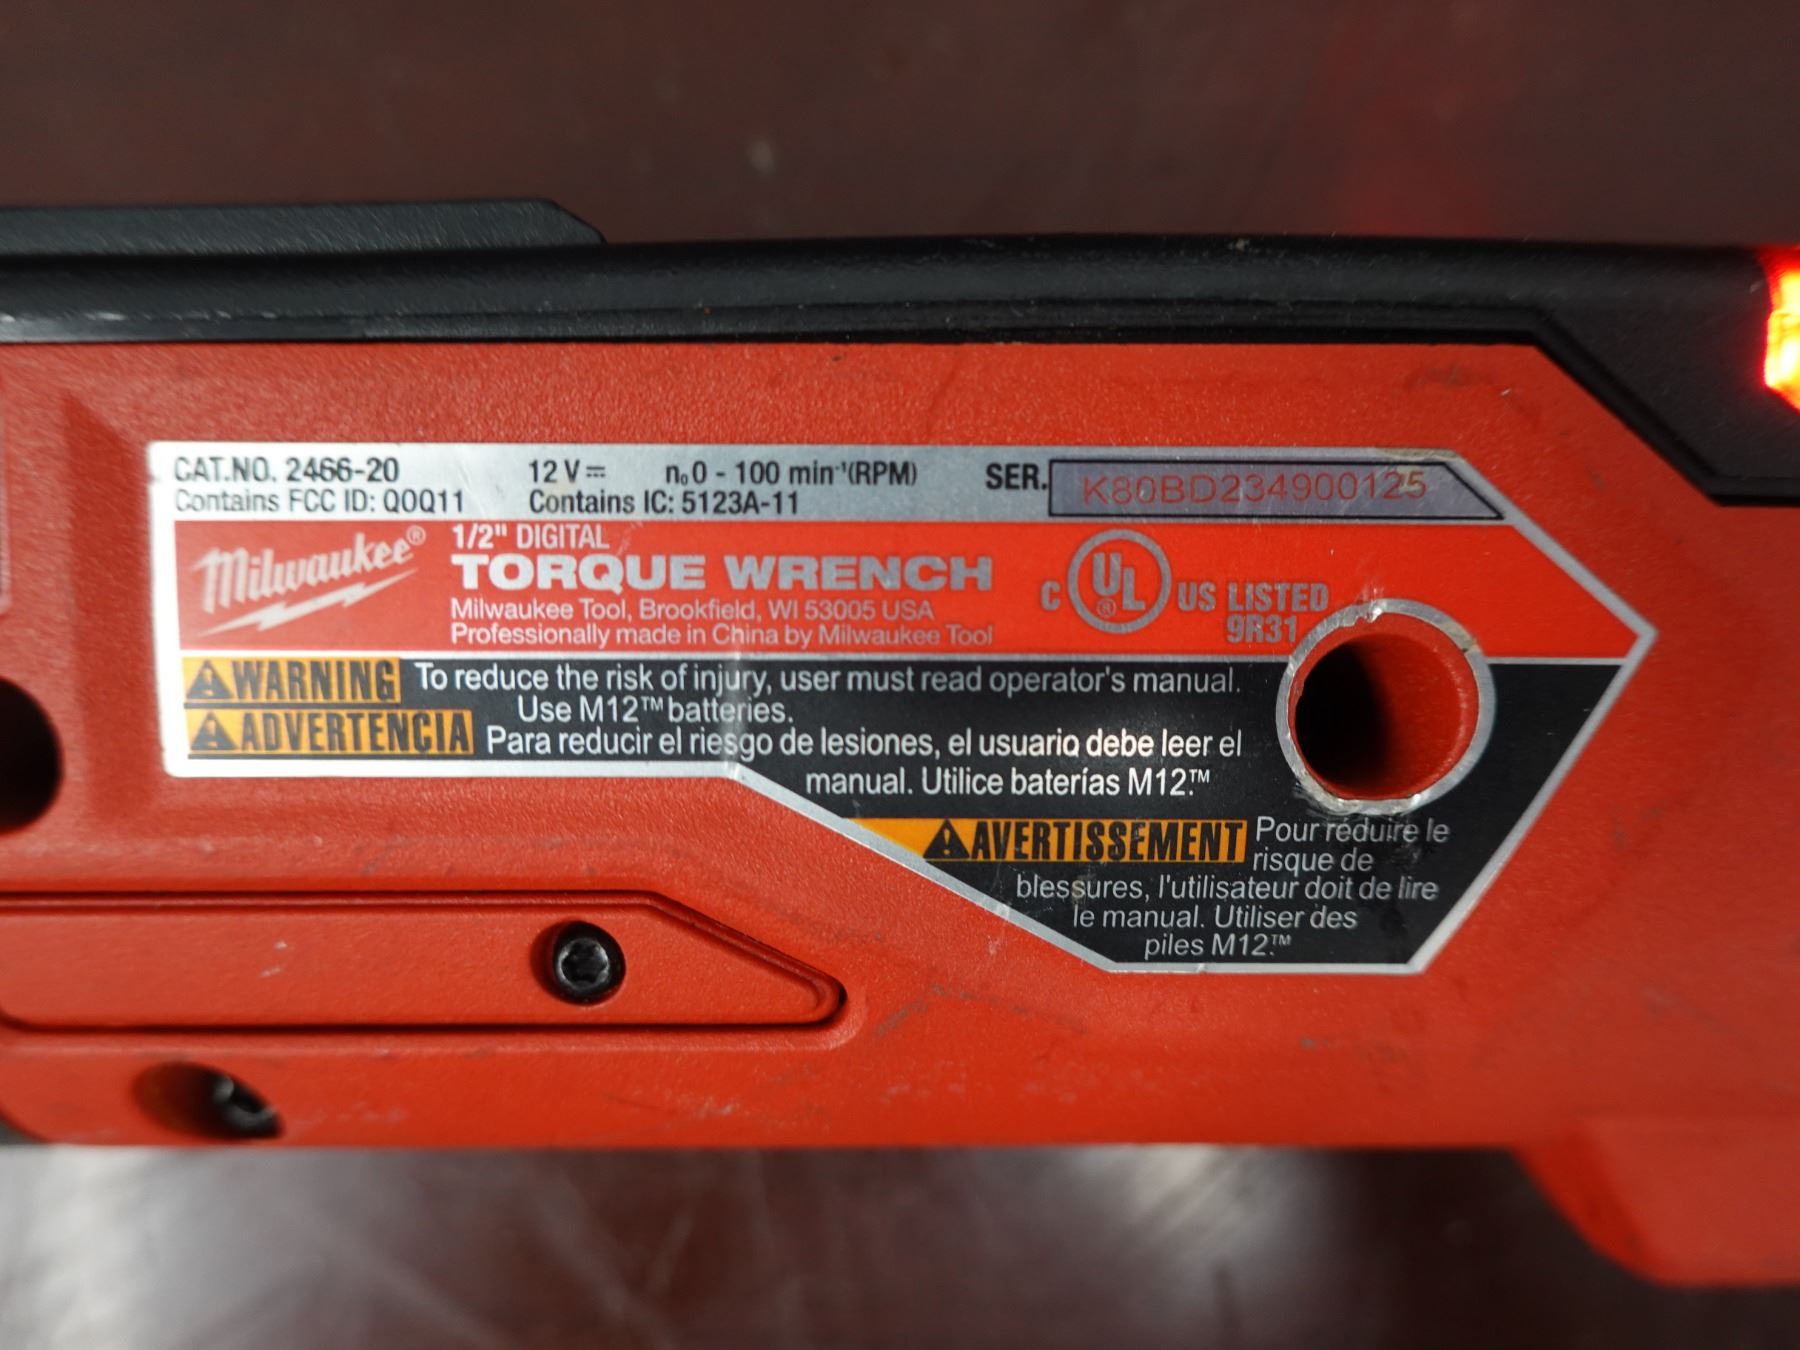 CAT.NO. 2466-20 12 V⎓ n₀ 0 - 100 min⁻¹(RPM) SER. K80BD234900125
Contains FCC ID: QOQ11 Contains IC: 5123A-11
Milwaukee®
1/2" DIGITAL
TORQUE WRENCH
Milwaukee Tool, Brookfield, WI 53005 USA
Professionally made in China by Milwaukee Tool
C UL® US LISTED
9R31
⚠WARNING To reduce the risk of injury, user must read operator's manual.
Use M12™ batteries.
⚠ADVERTENCIA Para reducir el riesgo de lesiones, el usuario debe leer el
manual. Utilice baterías M12™.
⚠AVERTISSEMENT Pour réduire le
risque de
blessures, l'utilisateur doit de lire
le manual. Utiliser des
piles M12™.